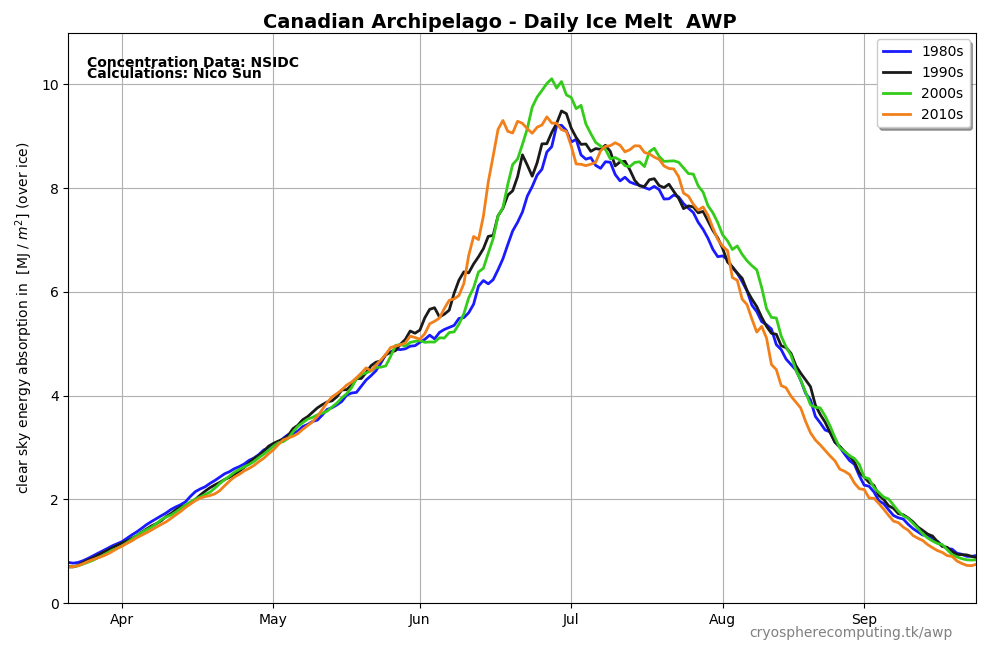 Canadian Archipelago - Daily Ice Melt  AWP
Concentration Data: NSIDC
Calculations: Nico Sun
1980s
1990s
2000s
2010s
clear sky energy absorption in  [MJ / m²] (over ice)
10
8
6
4
2
0
Apr
May
Jun
Jul
Aug
Sep
cryospherecomputing.tk/awp